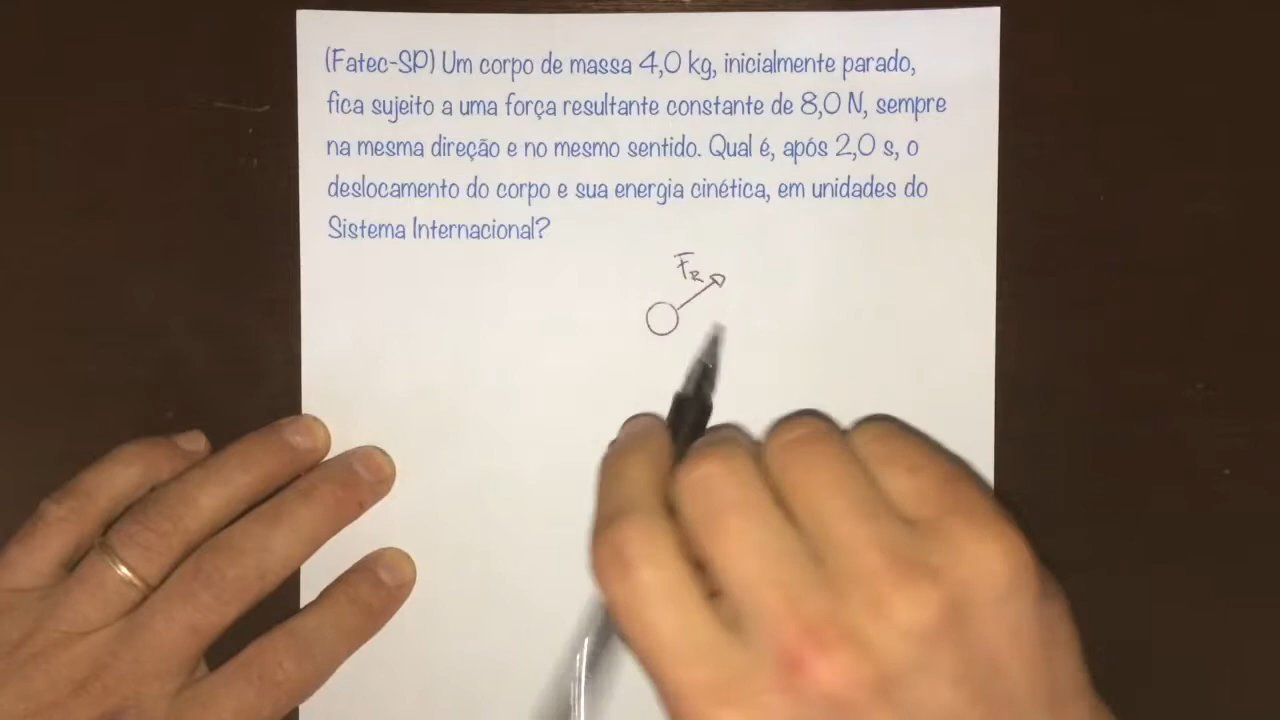 (Fatec-SP) Um corpo de massa 4,0 kg, inicialmente parado,
fica sujeito a uma força resultante constante de 8,0 N, sempre
na mesma direção e no mesmo sentido. Qual é, após 2,0 s, o
deslocamento do corpo e sua energia cinética, em unidades do
Sistema Internacional?
FR